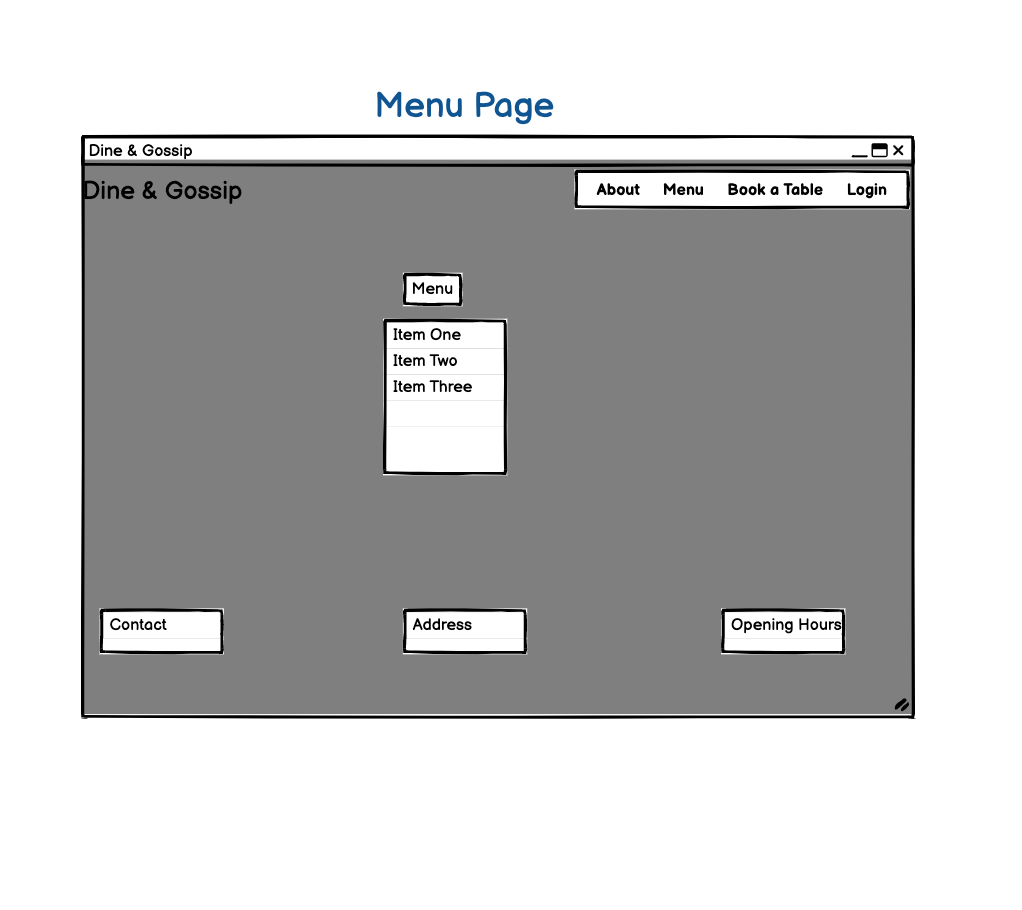 Menu Page
Dine & Gossip
Dine & Gossip
About Menu Book a Table Login
Menu
Item One
Item Two
Item Three
Contact
Address
Opening Hours